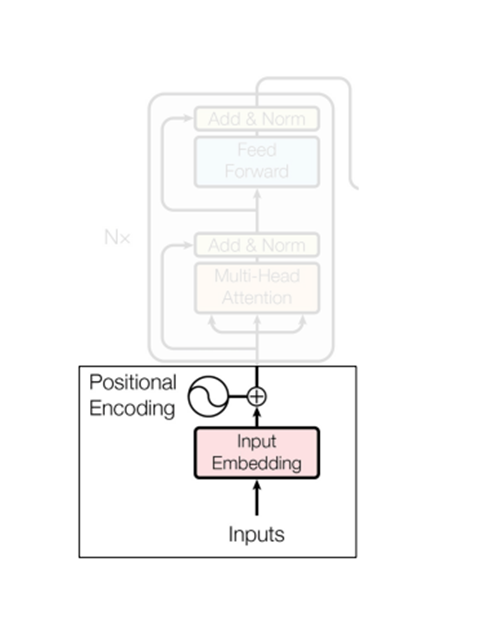 Add & Norm
Feed
Forward
Nx
Add & Norm
Multi-Head
Attention
Positional
Encoding
Input
Embedding
Inputs